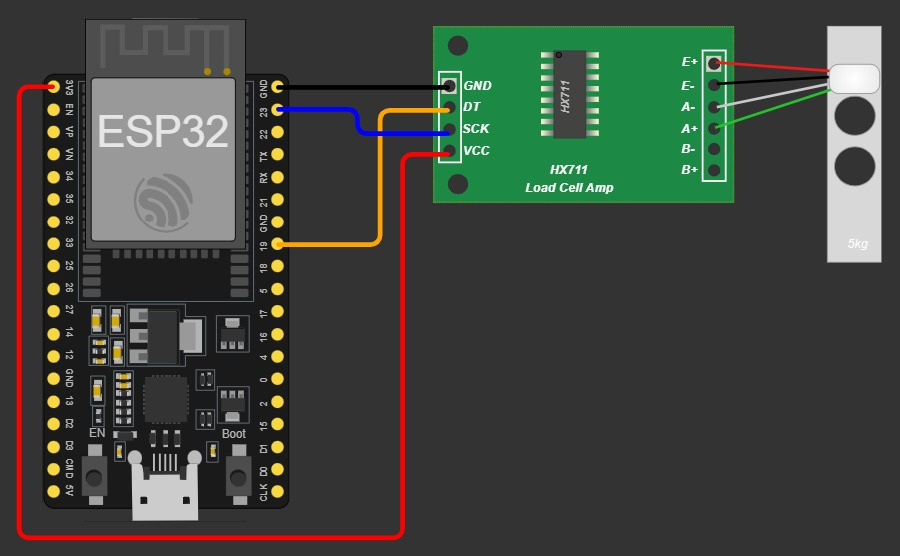 ESP32
3V3
EN
VP
VN
34
35
32
33
25
26
27
14
12
GND
13
D2
D3
CMD
5V
GND
23
22
TX
RX
21
GND
19
18
5
17
16
4
0
2
15
D1
D0
CLK
EN
Boot
GND
DT
SCK
VCC
HX711
HX711
Load Cell Amp
E+
E-
A-
A+
B-
B+
5kg